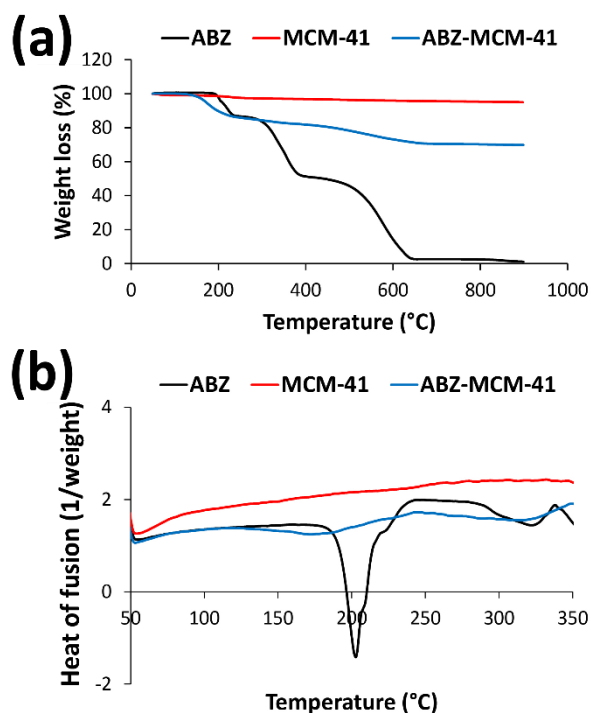 (a)
ABZ MCM-41 ABZ-MCM-41
Weight loss (%)
120
100
80
60
40
20
0
0 200 400 600 800 1000
Temperature (°C)
(b)
ABZ MCM-41 ABZ-MCM-41
Heat of fusion (1/weight)
4
2
0
-2
50 100 150 200 250 300 350
Temperature (°C)